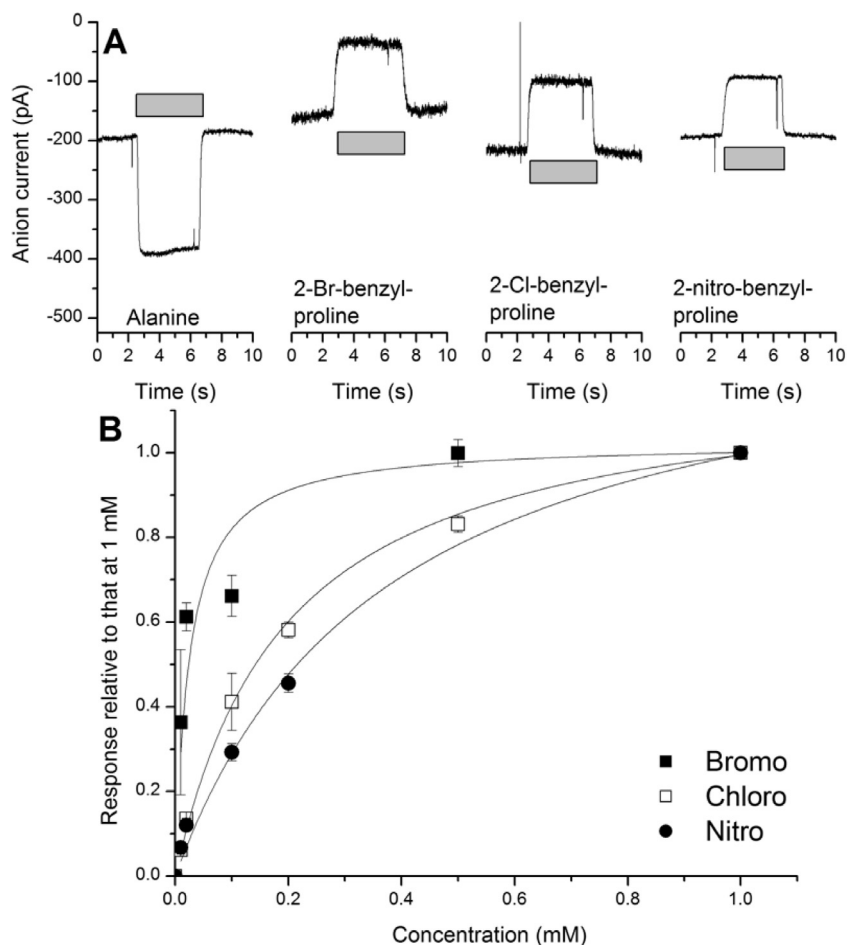 A
Anion current (pA)
0
-100
-200
-300
-400
-500
Alanine
2-Br-benzyl-
proline
2-Cl-benzyl-
proline
2-nitro-benzyl-
proline
0 2 4 6 8 10
0 2 4 6 8 10
0 2 4 6 8 10
0 2 4 6 8 10
Time (s)
Time (s)
Time (s)
Time (s)
B
Response relative to that at 1 mM
1.0
0.8
0.6
0.4
0.2
0.0
Bromo
Chloro
Nitro
0.0 0.2 0.4 0.6 0.8 1.0
Concentration (mM)